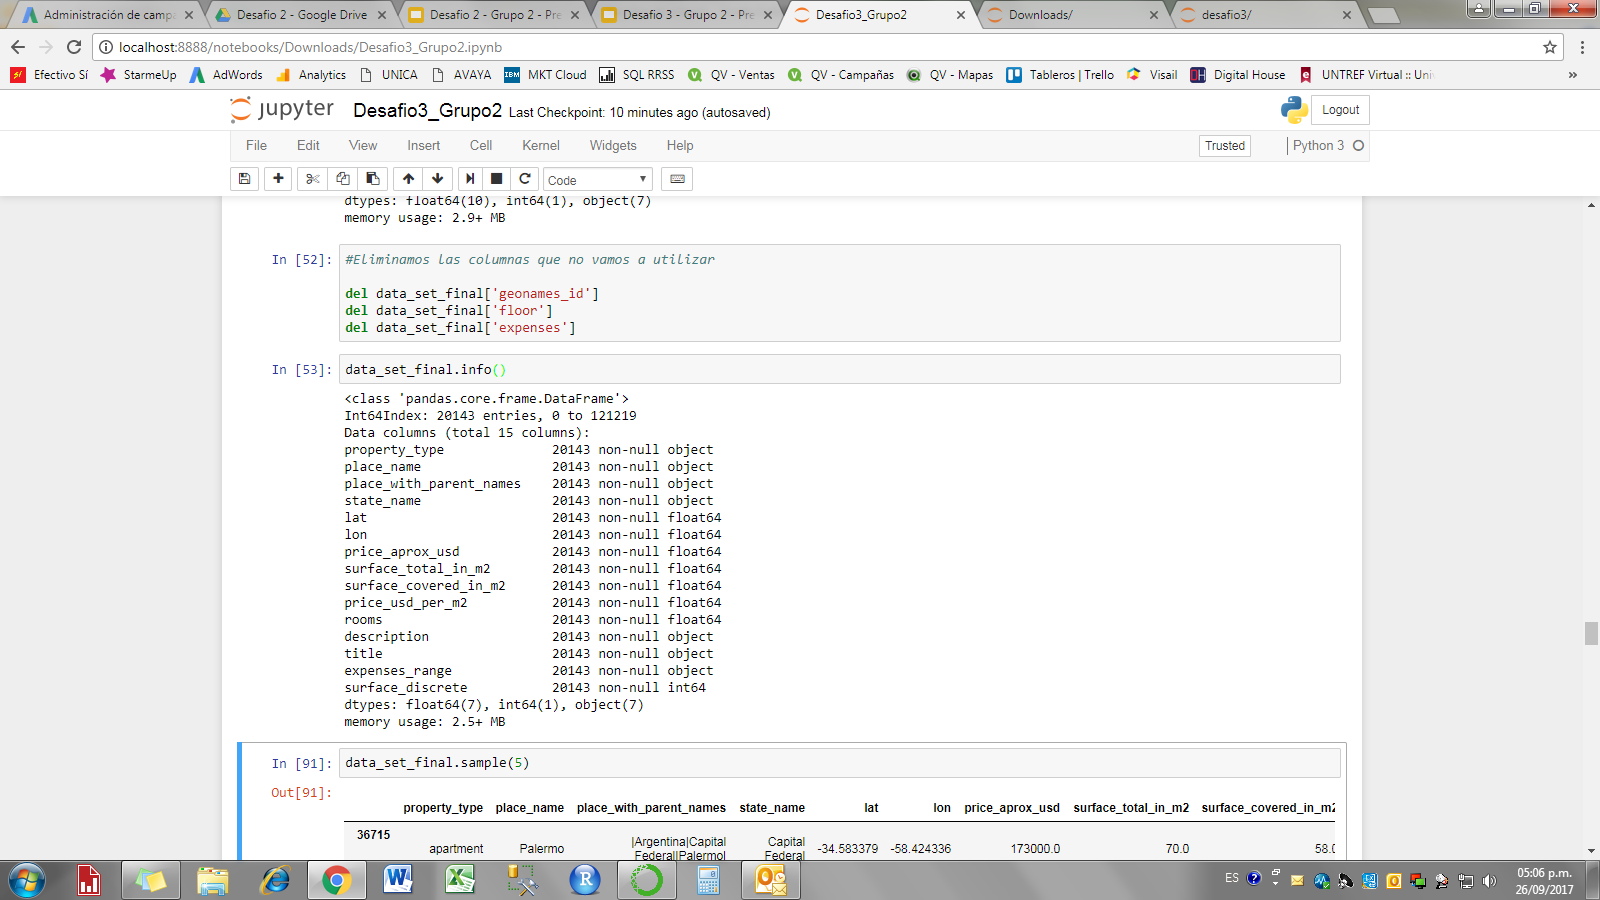 Administración de campa
Desafio 2 - Google Drive
Desafio 2 - Grupo 2 - Pre
Desafio 3 - Grupo 2 - Pre
Desafio3_Grupo2
Downloads/
desafio3/
localhost:8888/notebooks/Downloads/Desafio3_Grupo2.ipynb
Efectivo Sí StarmeUp AdWords Analytics UNICA AVAYA IBM MKT Cloud SQL RRSS QV - Ventas QV - Campañas QV - Mapas Tableros | Trello Visail Digital House UNTREF Virtual :: Uni »
jupyter Desafio3_Grupo2 Last Checkpoint: 10 minutes ago (autosaved) Logout
File Edit View Insert Cell Kernel Widgets Help Trusted Python 3
Code
dtypes: float64(10), int64(1), object(7)
memory usage: 2.9+ MB
In [52]: #Eliminamos las columnas que no vamos a utilizar
del data_set_final['geonames_id']
del data_set_final['floor']
del data_set_final['expenses']
In [53]: data_set_final.info()
<class 'pandas.core.frame.DataFrame'>
Int64Index: 20143 entries, 0 to 121219
Data columns (total 15 columns):
property_type 20143 non-null object
place_name 20143 non-null object
place_with_parent_names 20143 non-null object
state_name 20143 non-null object
lat 20143 non-null float64
lon 20143 non-null float64
price_aprox_usd 20143 non-null float64
surface_total_in_m2 20143 non-null float64
surface_covered_in_m2 20143 non-null float64
price_usd_per_m2 20143 non-null float64
rooms 20143 non-null float64
description 20143 non-null object
title 20143 non-null object
expenses_range 20143 non-null object
surface_discrete 20143 non-null int64
dtypes: float64(7), int64(1), object(7)
memory usage: 2.5+ MB
In [91]: data_set_final.sample(5)
Out[91]:
property_type place_name place_with_parent_names state_name lat lon price_aprox_usd surface_total_in_m2 surface_covered_in_m2
36715 apartment Palermo |Argentina|Capital Federal|Palermo| Capital Federal -34.583379 -58.424336 173000.0 70.0 58.0
ES
05:06 p.m.
26/09/2017